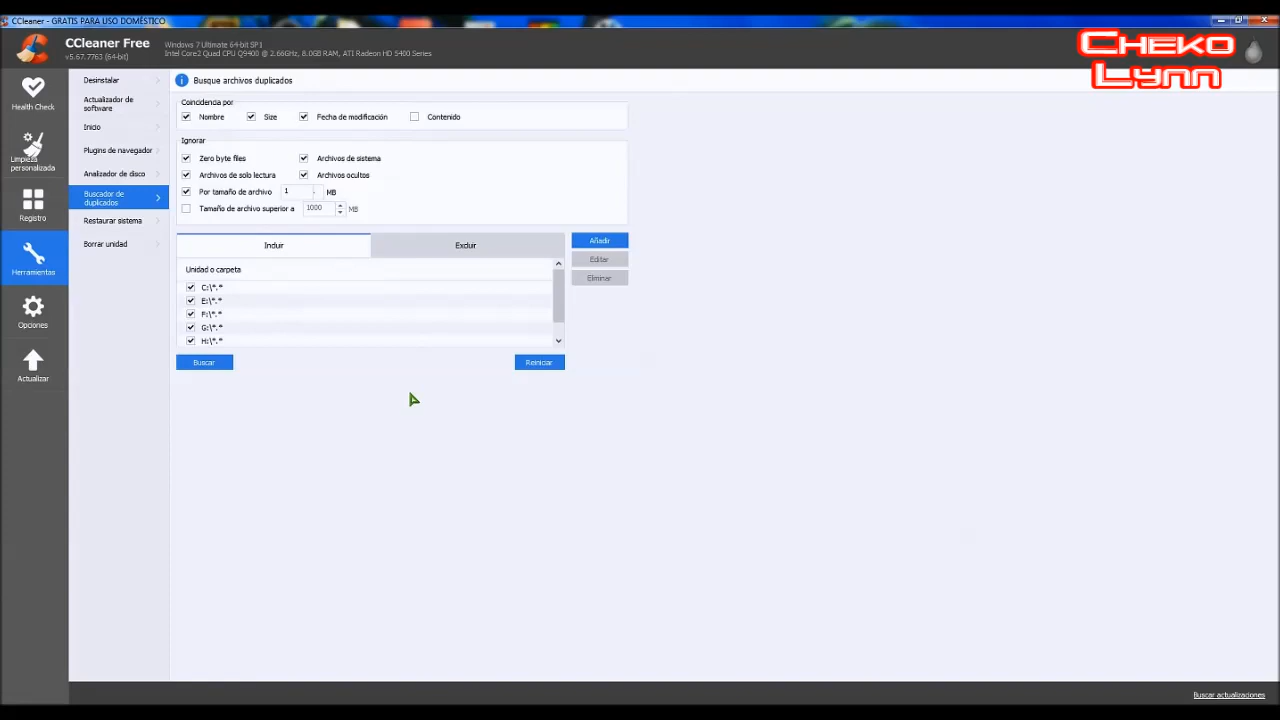 CCleaner - GRATIS PARA USO DOMÉSTICO
CCleaner Free
v5.67.7763 (64-bit)
Windows 7 Ultimate 64-bit SP1
Intel Core2 Quad CPU Q9400 @ 2.66GHz, 8.0GB RAM, ATI Radeon HD 5400 Series
Cheko
Lynn
Health Check
Limpieza
personalizada
Registro
Herramientas
Opciones
Actualizar
Desinstalar
Actualizador de
software
Inicio
Plugins de navegador
Analizador de disco
Buscador de
duplicados
Restaurar sistema
Borrar unidad
Busque archivos duplicados
Coincidencia por
Nombre Size Fecha de modificación Contenido
Ignorar
Zero byte files Archivos de sistema
Archivos de solo lectura Archivos ocultos
Por tamaño de archivo 1 MB
Tamaño de archivo superior a 1000 MB
Incluir Excluir
Unidad o carpeta
C:\*.*
E:\*.*
F:\*.*
G:\*.*
H:\*.*
Añadir
Editar
Eliminar
Buscar Reiniciar
Buscar actualizaciones